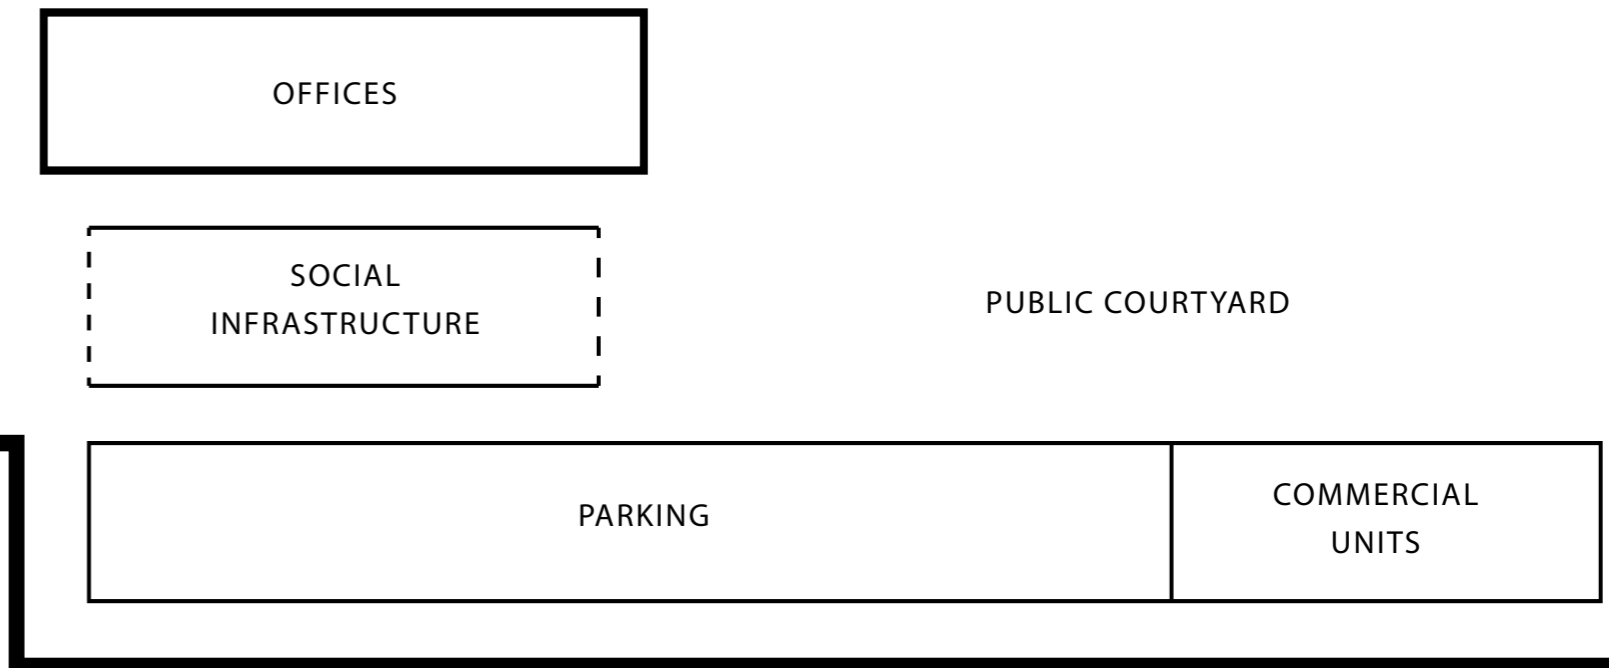 OFFICES
SOCIAL
INFRASTRUCTURE
PUBLIC COURTYARD
PARKING
COMMERCIAL
UNITS